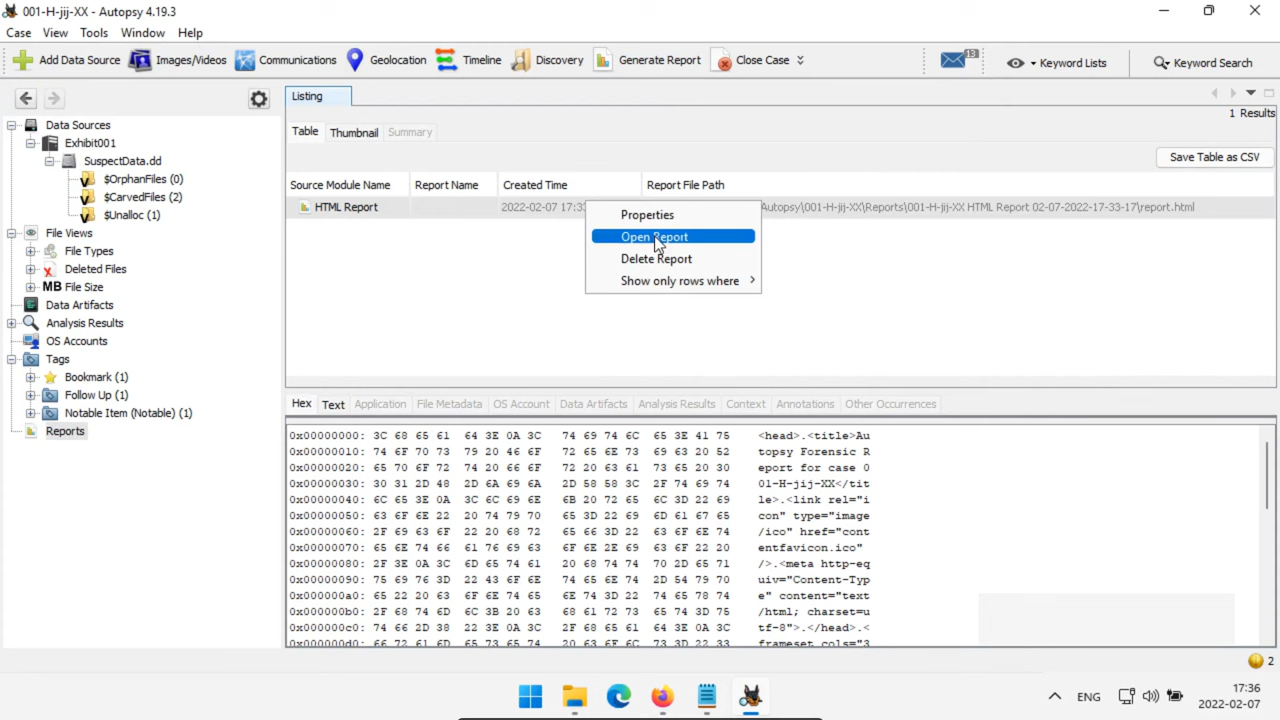 001-H-jij-XX - Autopsy 4.19.3
Case View Tools Window Help
Add Data Source Images/Videos Communications Geolocation Timeline Discovery Generate Report Close Case 13 Keyword Lists Keyword Search
Listing
1 Results
Table Thumbnail Summary
Save Table as CSV
Source Module Name Report Name Created Time Report File Path
HTML Report 2022-02-07 17:33 Autopsy\001-H-jij-XX\Reports\001-H-jij-XX HTML Report 02-07-2022-17-33-17\report.html
Properties
Open Report
Delete Report
Show only rows where
Data Sources
Exhibit001
SuspectData.dd
$OrphanFiles (0)
$CarvedFiles (2)
$Unalloc (1)
File Views
File Types
Deleted Files
MB File Size
Data Artifacts
Analysis Results
OS Accounts
Tags
Bookmark (1)
Follow Up (1)
Notable Item (Notable) (1)
Reports
Hex Text Application File Metadata OS Account Data Artifacts Analysis Results Context Annotations Other Occurrences
0x00000000: 3C 68 65 61 64 3E 0A 3C 74 69 74 6C 65 3E 41 75 <head>.<title>Au
0x00000010: 74 6F 70 73 79 20 46 6F 72 65 6E 73 69 63 20 52 topsy Forensic R
0x00000020: 65 70 6F 72 74 20 66 6F 72 20 63 61 73 65 20 30 eport for case 0
0x00000030: 30 31 2D 48 2D 6A 69 6A 2D 58 58 3C 2F 74 69 74 01-H-jij-XX</tit
0x00000040: 6C 65 3E 0A 3C 6C 69 6E 6B 20 72 65 6C 3D 22 69 le>.<link rel="i
0x00000050: 63 6F 6E 22 20 74 79 70 65 3D 22 69 6D 61 67 65 con" type="image
0x00000060: 2F 69 63 6F 22 20 68 72 65 66 3D 22 63 6F 6E 74 /ico" href="cont
0x00000070: 65 6E 74 66 61 76 69 63 6F 6E 2E 69 63 6F 22 20 entfavicon.ico"
0x00000080: 2F 3E 0A 3C 6D 65 74 61 20 68 74 74 70 2D 65 71 />.<meta http-eq
0x00000090: 75 69 76 3D 22 43 6F 6E 74 65 6E 74 2D 54 79 70 uiv="Content-Typ
0x000000a0: 65 22 20 63 6F 6E 74 65 6E 74 3D 22 74 65 78 74 e" content="text
0x000000b0: 2F 68 74 6D 6C 3B 20 63 68 61 72 73 65 74 3D 75 /html; charset=u
0x000000c0: 74 66 2D 38 22 3E 0A 3C 2F 68 65 61 64 3E 0A 3C tf-8">.</head>.<
0x000000d0: 66 72 61 6D 65 73 65 74 20 63 6F 6C 73 3D 22 33 frameset cols="3
2
ENG
17:36
2022-02-07